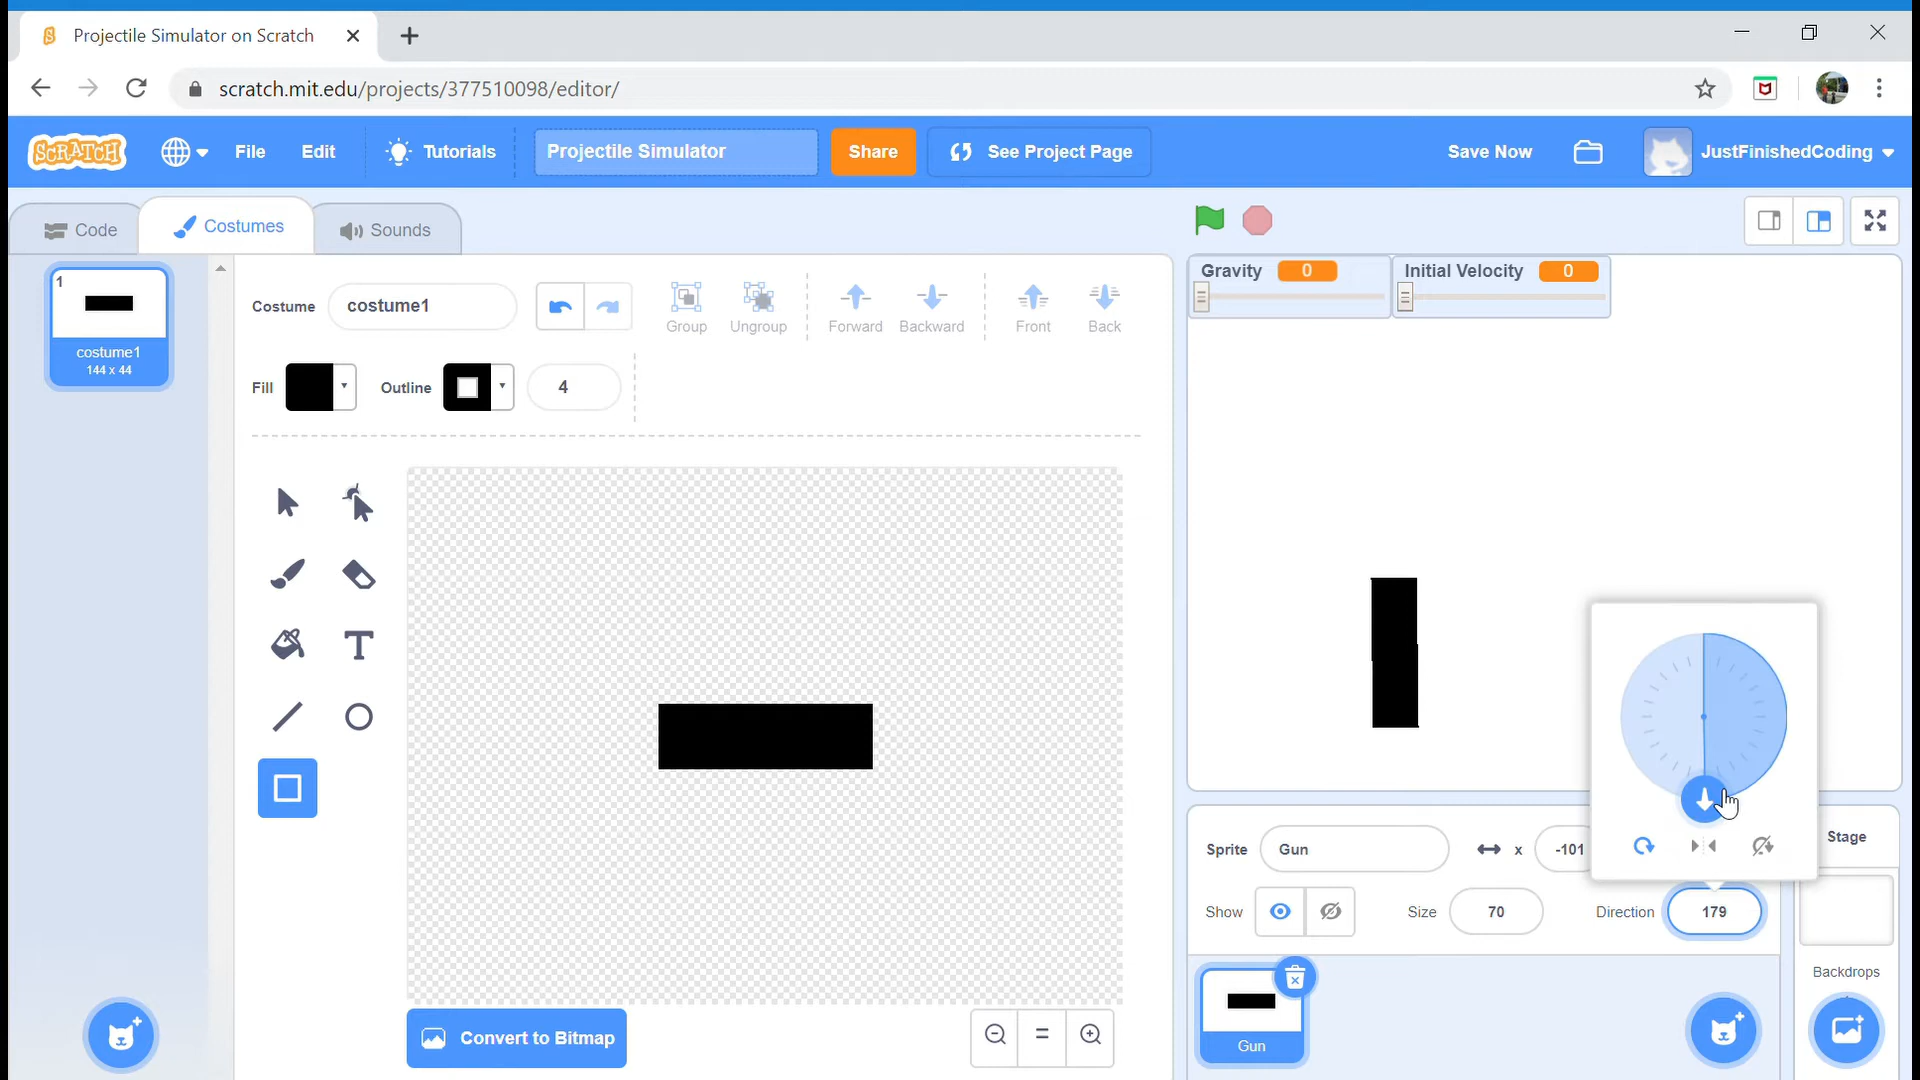 Projectile Simulator on Scratch
scratch.mit.edu/projects/377510098/editor/
SCRATCH
File
Edit
Tutorials
Projectile Simulator
Share
See Project Page
Save Now
JustFinishedCoding
Code
Costumes
Sounds
1
costume1
144 x 44
Costume
costume1
Group
Ungroup
Forward
Backward
Front
Back
Fill
Outline
4
Convert to Bitmap
Gravity 0
Initial Velocity 0
Sprite
Gun
x
-101
Show
Size
70
Direction
179
Gun
Stage
Backdrops